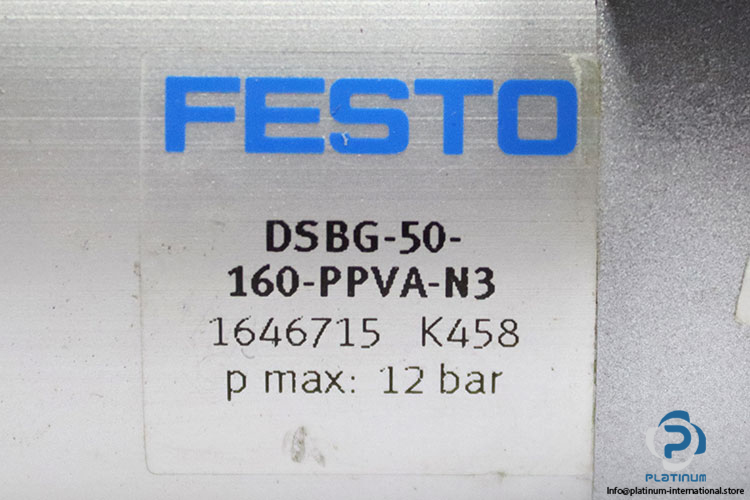 FESTO
DSBG-50-
160-PPVA-N3
1646715 K458
p max: 12 bar
PLATINUM
Info@platinum-international.store